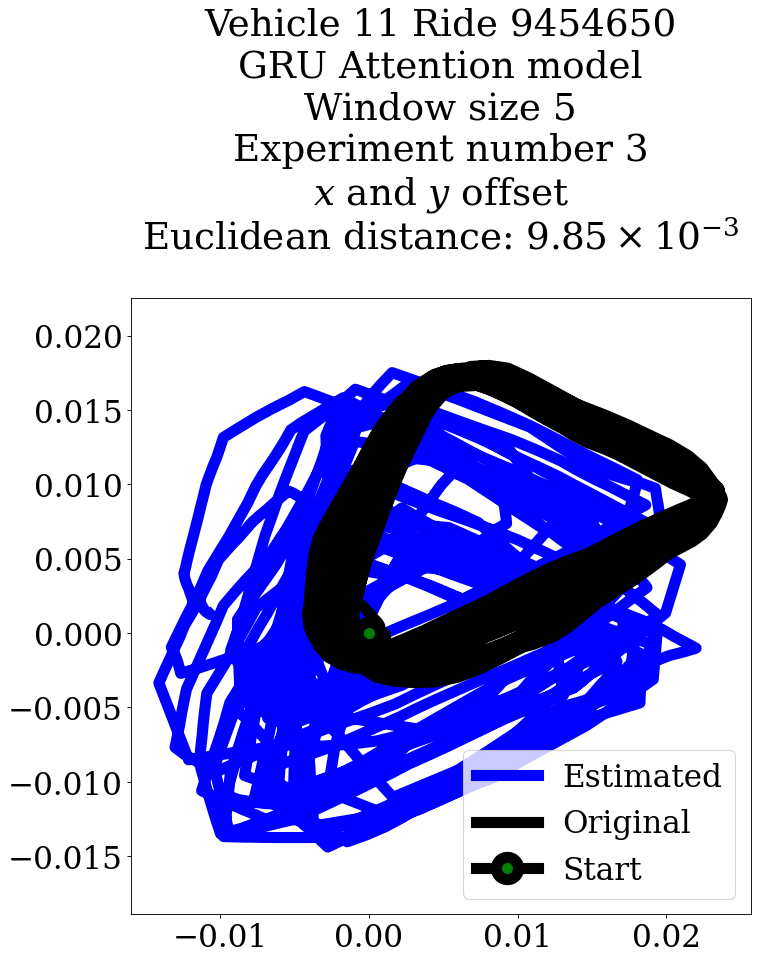 Vehicle 11 Ride 9454650
GRU Attention model
Window size 5
Experiment number 3
x and y offset
Euclidean distance: 9.85 × 10⁻³
0.020
0.015
0.010
0.005
0.000
−0.005
−0.010
−0.015
Estimated
Original
Start
−0.01 0.00 0.01 0.02